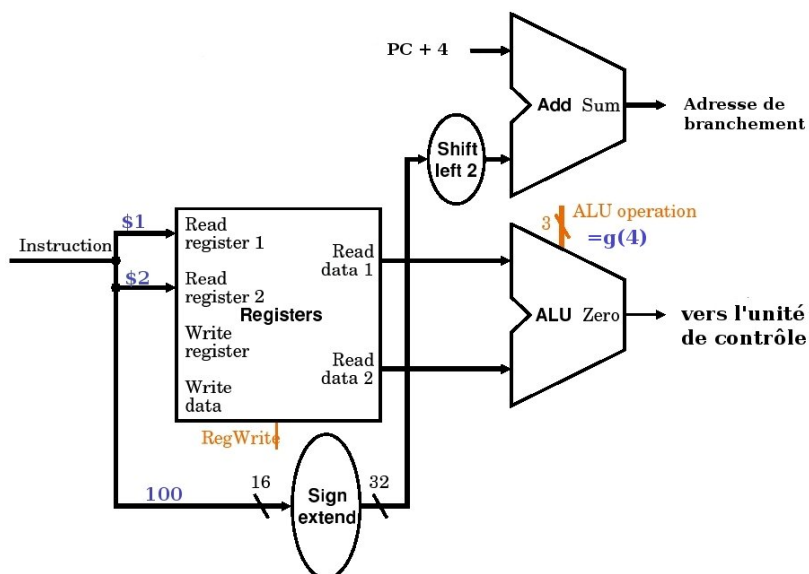 PC + 4
Add Sum
Adresse de
branchement
Shift
left 2
3
ALU operation
=g(4)
$1
Instruction
Read
register 1
$2
Read
register 2
Registers
Read
data 1
Write
register
Read
data 2
Write
data
RegWrite
ALU Zero
vers l'unité
de contrôle
100
16
Sign
extend
32